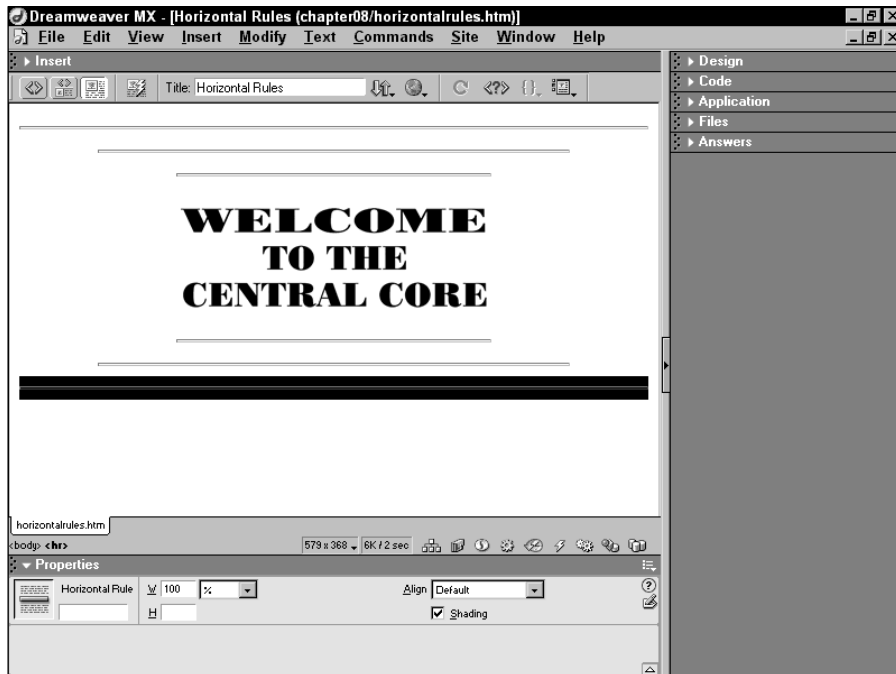 Dreamweaver MX - [Horizontal Rules (chapter08/horizontalrules.htm)]
File Edit View Insert Modify Text Commands Site Window Help
Insert
Title: Horizontal Rules
Design
Code
Application
Files
Answers
WELCOME
TO THE
CENTRAL CORE
horizontalrules.htm
<body> <hr>
579 x 368 6K / 2 sec
Properties
Horizontal Rule W 100 % Align Default
H Shading